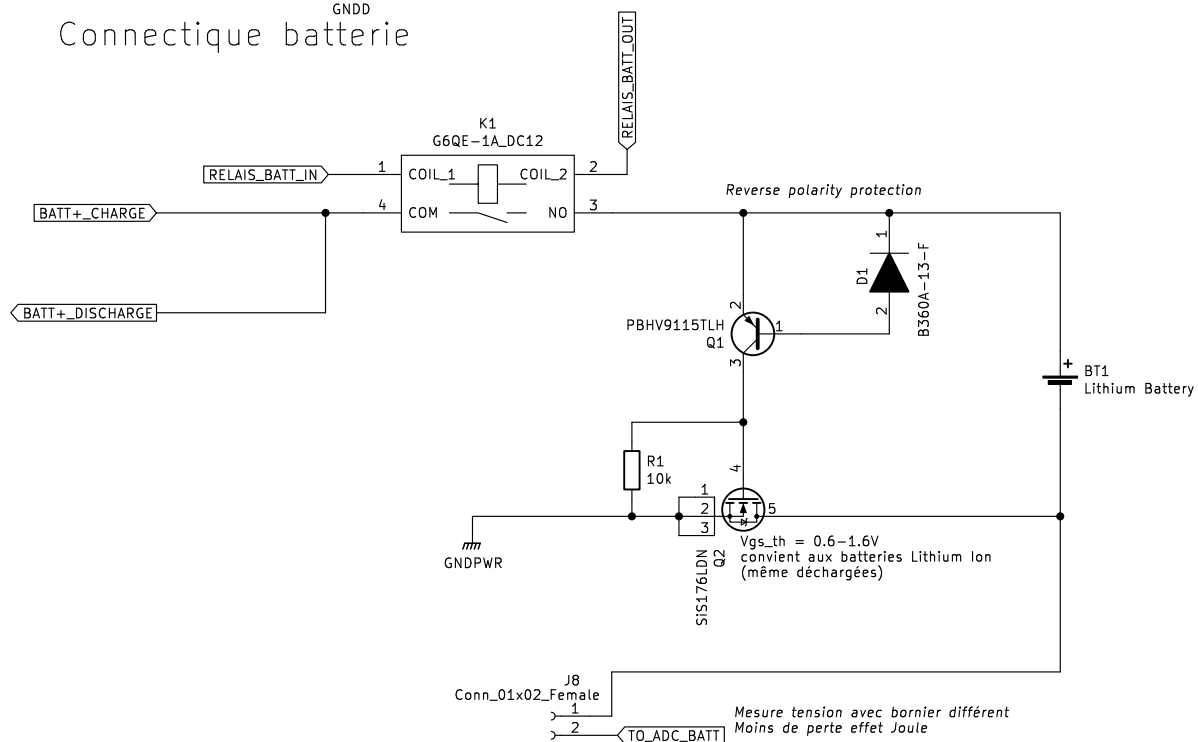 GNDD
Connectique batterie
RELAIS_BATT_OUT
K1
G6QE-1A_DC12
RELAIS_BATT_IN
1
COIL_1
COIL_2
2
BATT+_CHARGE
4
COM
NO
3
Reverse polarity protection
BATT+_DISCHARGE
1
D1
B360A-13-F
2
2
PBHV9115TLH
Q1
1
3
+
BT1
Lithium Battery
R1
10k
4
1
2
3
5
GNDPWR
SiS176LDN
Q2
Vgs_th = 0.6-1.6V
convient aux batteries Lithium Ion
(même déchargées)
J8
Conn_01x02_Female
1
2
TO_ADC_BATT
Mesure tension avec bornier différent
Moins de perte effet Joule